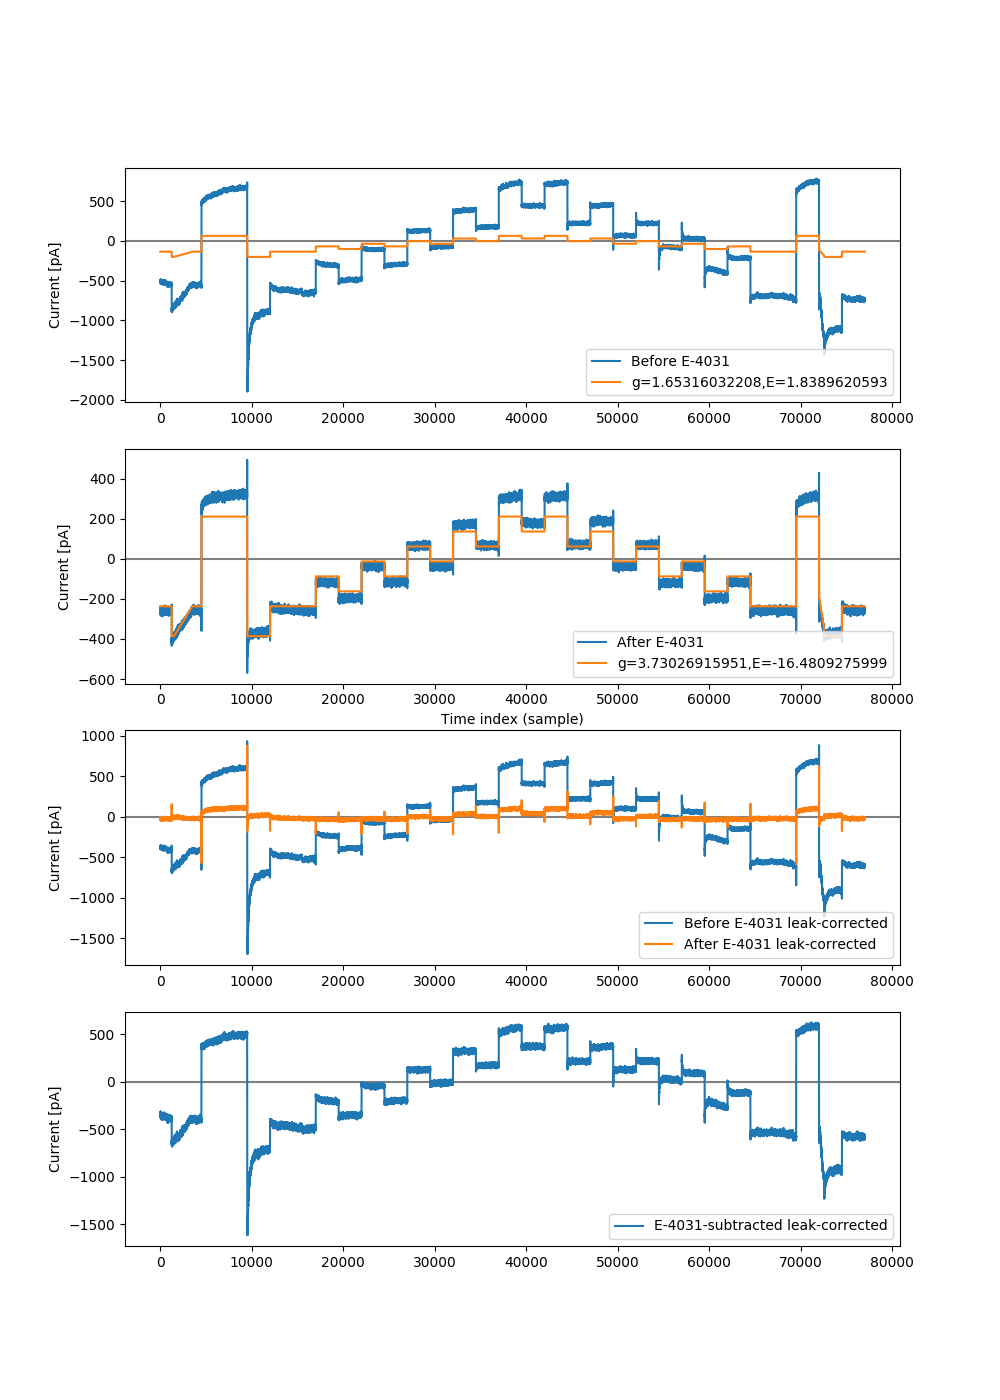 500
0
−500
−1000
−1500
−2000
Current [pA]
Before E-4031
g=1.65316032208,E=1.8389620593
0 10000 20000 30000 40000 50000 60000 70000 80000
400
200
0
−200
−400
−600
Current [pA]
After E-4031
g=3.73026915951,E=-16.4809275999
0 10000 20000 30000 40000 50000 60000 70000 80000
Time index (sample)
1000
500
0
−500
−1000
−1500
Current [pA]
Before E-4031 leak-corrected
After E-4031 leak-corrected
0 10000 20000 30000 40000 50000 60000 70000 80000
500
0
−500
−1000
−1500
Current [pA]
E-4031-subtracted leak-corrected
0 10000 20000 30000 40000 50000 60000 70000 80000